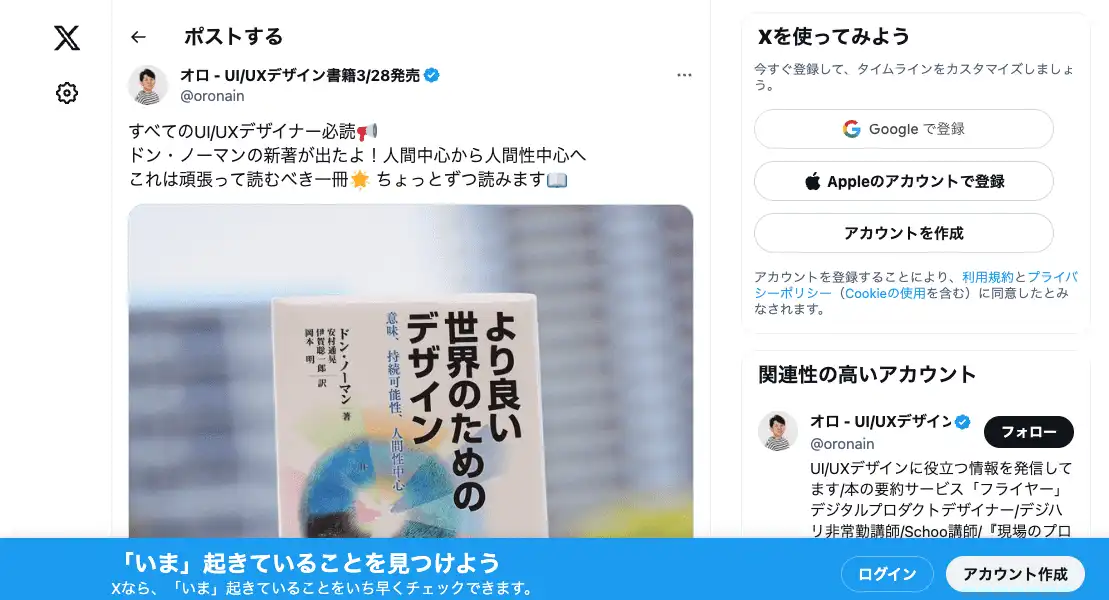 ポストする
オロ - UI/UXデザイン書籍3/28発売
@oronain
すべてのUI/UXデザイナー必読
ドン・ノーマンの新著が出たよ！人間中心から人間性中心へ
これは頑張って読むべき一冊🌟 ちょっとずつ読みます📖
より良い
世界のための
デザイン
意味、持続可能性、人間性中心
ドン・ノーマン 著
安村通晃
伊賀聡一郎 訳
岡本 明
Xを使ってみよう
今すぐ登録して、タイムラインをカスタマイズしましょ
う。
Google で登録
Appleのアカウントで登録
アカウントを作成
アカウントを登録することにより、利用規約とプライバ
シーポリシー（Cookieの使用を含む）に同意したとみ
なされます。
関連性の高いアカウント
オロ - UI/UXデザイン
@oronain
フォロー
UI/UXデザインに役立つ情報を発信して
ます/本の要約サービス「フライヤー」
デジタルプロダクトデザイナー/デジハ
リ非常勤講師/Schoo講師/『現場のプロ
「いま」起きていることを見つけよう
Xなら、「いま」起きていることをいち早くチェックできます。
ログイン
アカウント作成